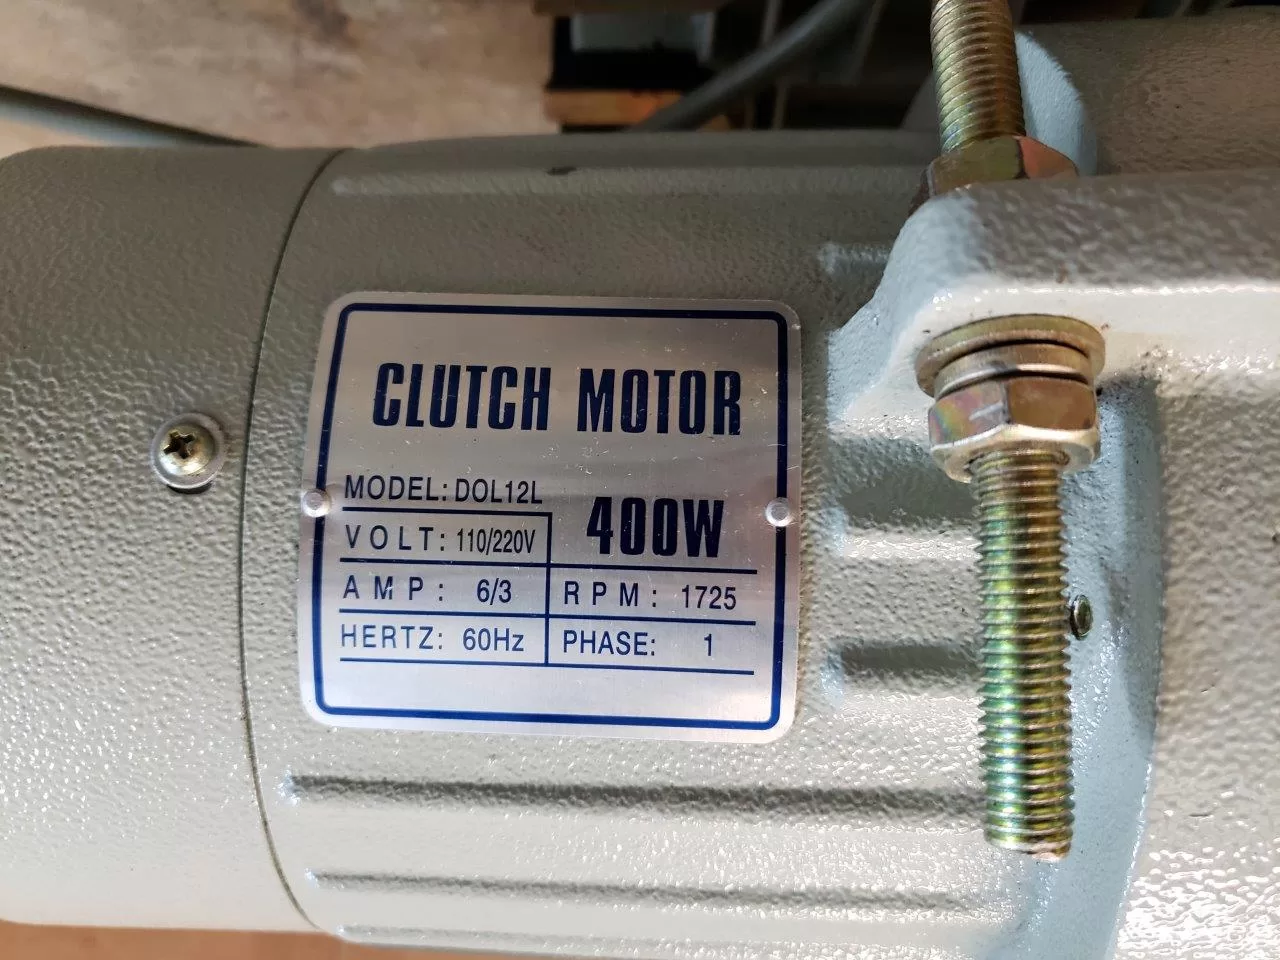 CLUTCH MOTOR
MODEL: DOL12L
400W
VOLT: 110/220V
AMP: 6/3
RPM: 1725
HERTZ: 60Hz
PHASE: 1